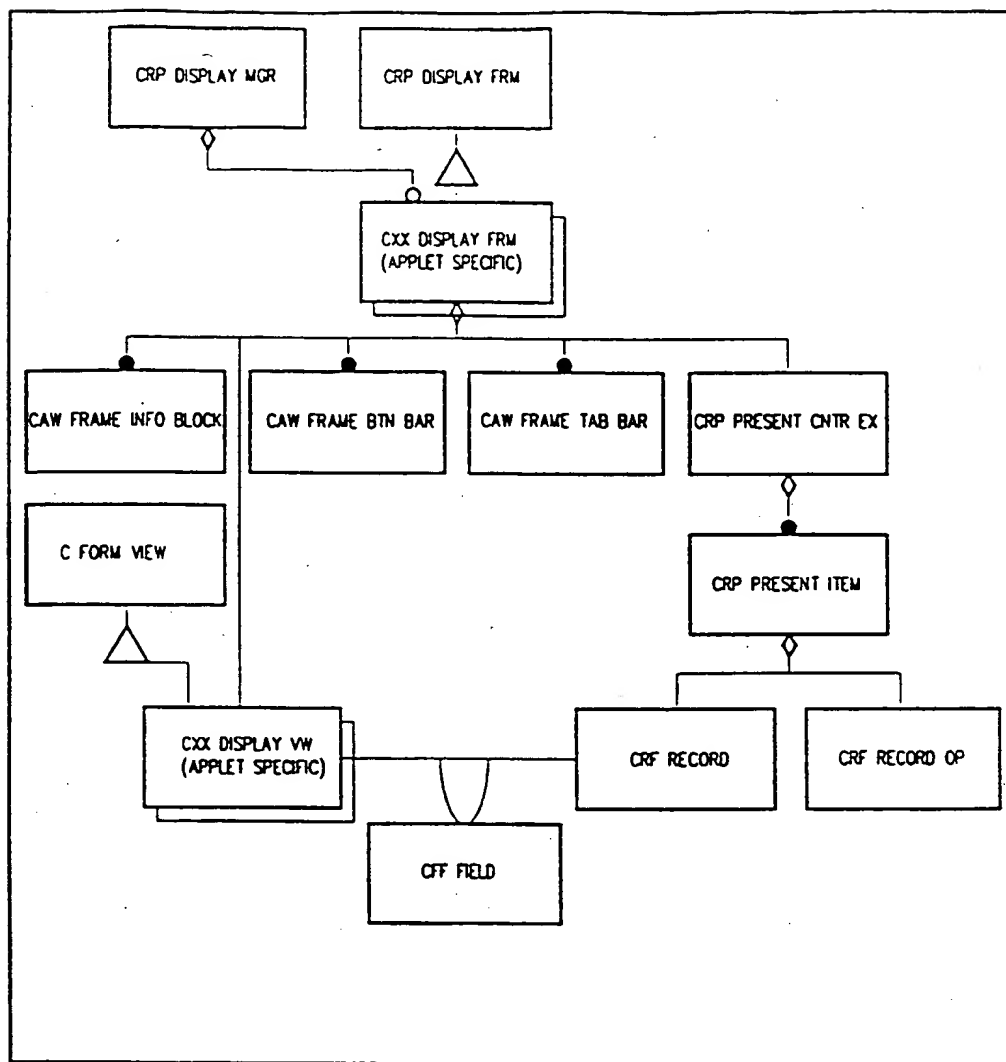 CRP DISPLAY MGR
CRP DISPLAY FRM
CXX DISPLAY FRM
(APPLET SPECIFIC)
CAW FRAME INFO BLOCK
CAW FRAME BTN BAR
CAW FRAME TAB BAR
CRP PRESENT CNTR EX
C FORM VIEW
CRP PRESENT ITEM
CXX DISPLAY VW
(APPLET SPECIFIC)
CRF RECORD
CRF RECORD OP
CFF FIELD